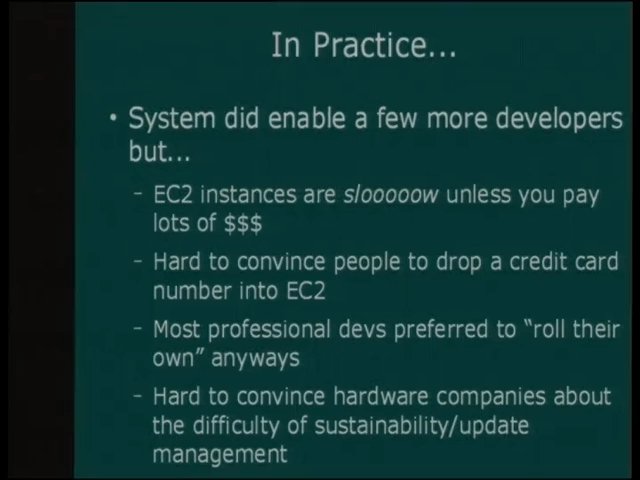 In Practice...
• System did enable a few more developers
but...
– EC2 instances are slooooow unless you pay
lots of $$$
– Hard to convince people to drop a credit card
number into EC2
– Most professional devs preferred to “roll their
own” anyways
– Hard to convince hardware companies about
the difficulty of sustainability/update
management